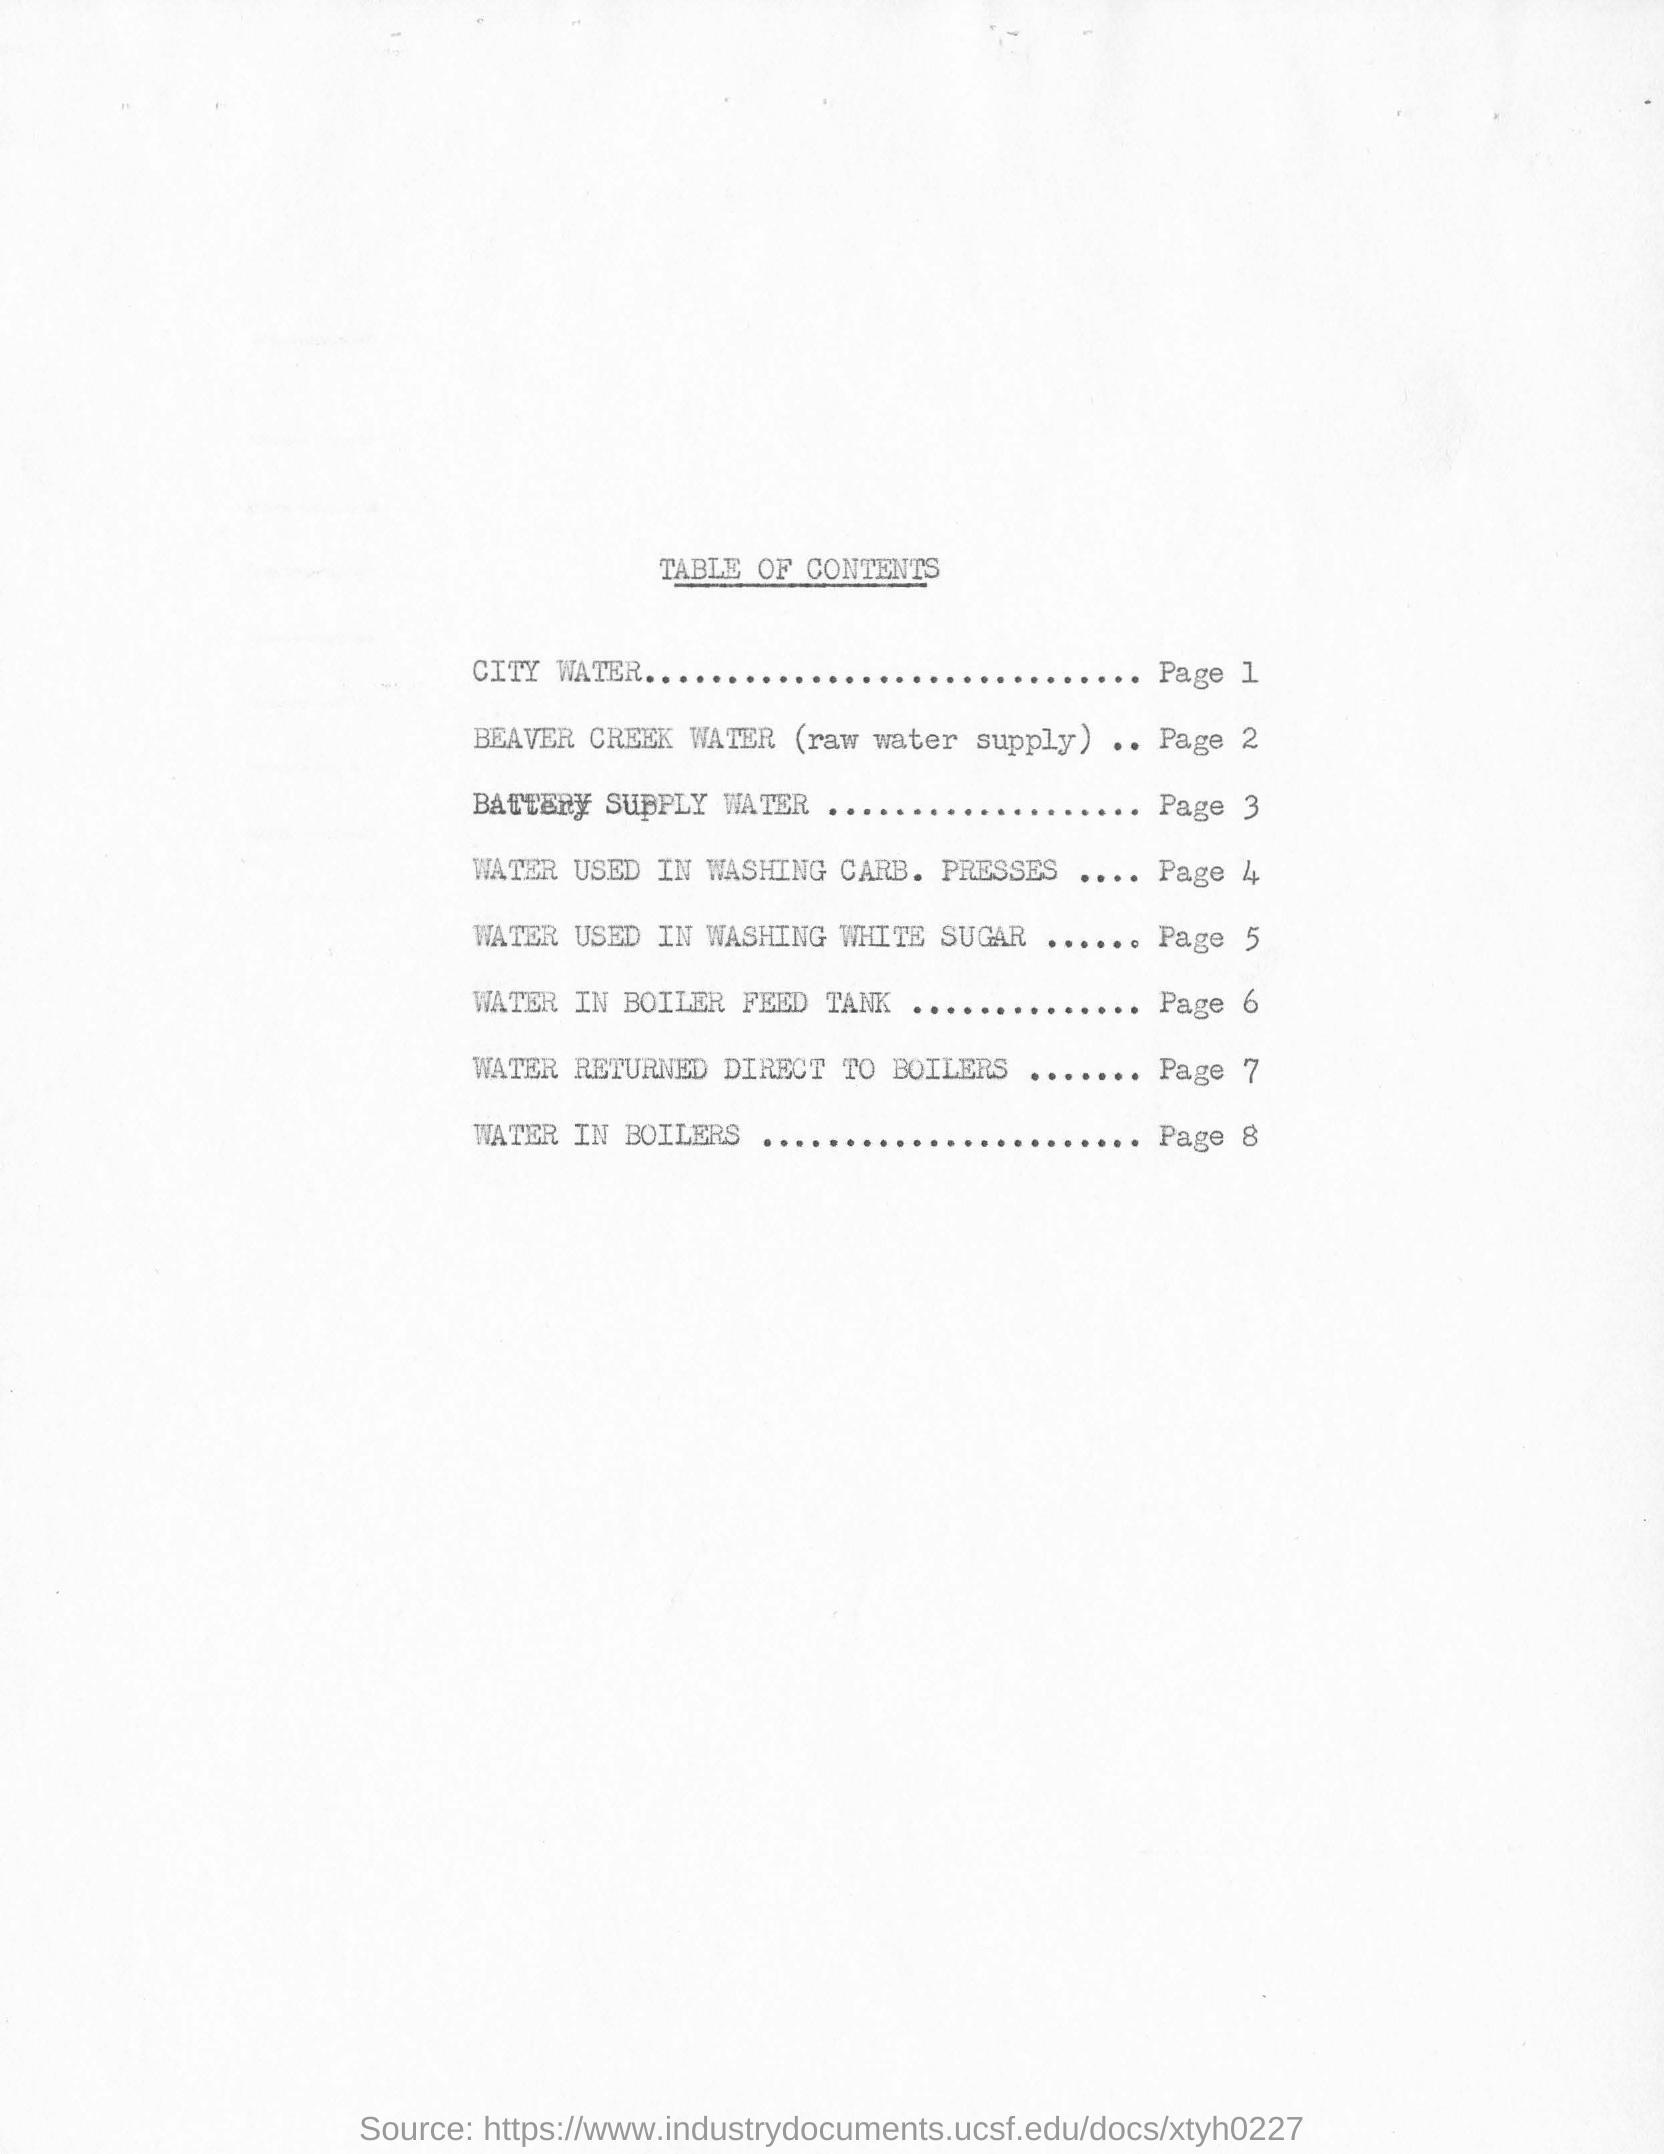 TABLE OF CONTENTS
CITY WATER.............................. Page 1
BEAVER CREEK WATER (raw water supply) .. Page 2
BATTERY SUPPLY WATER ................... Page 3
WATER USED IN WASHING CARB. PRESSES .... Page 4
WATER USED IN WASHING WHITE SUGAR ...... Page 5
WATER IN BOILER FEED TANK .............. Page 6
WATER RETURNED DIRECT TO BOILERS ....... Page 7
WATER IN BOILERS ....................... Page 8
Source: https://www.industrydocuments.ucsf.edu/docs/xtyh0227